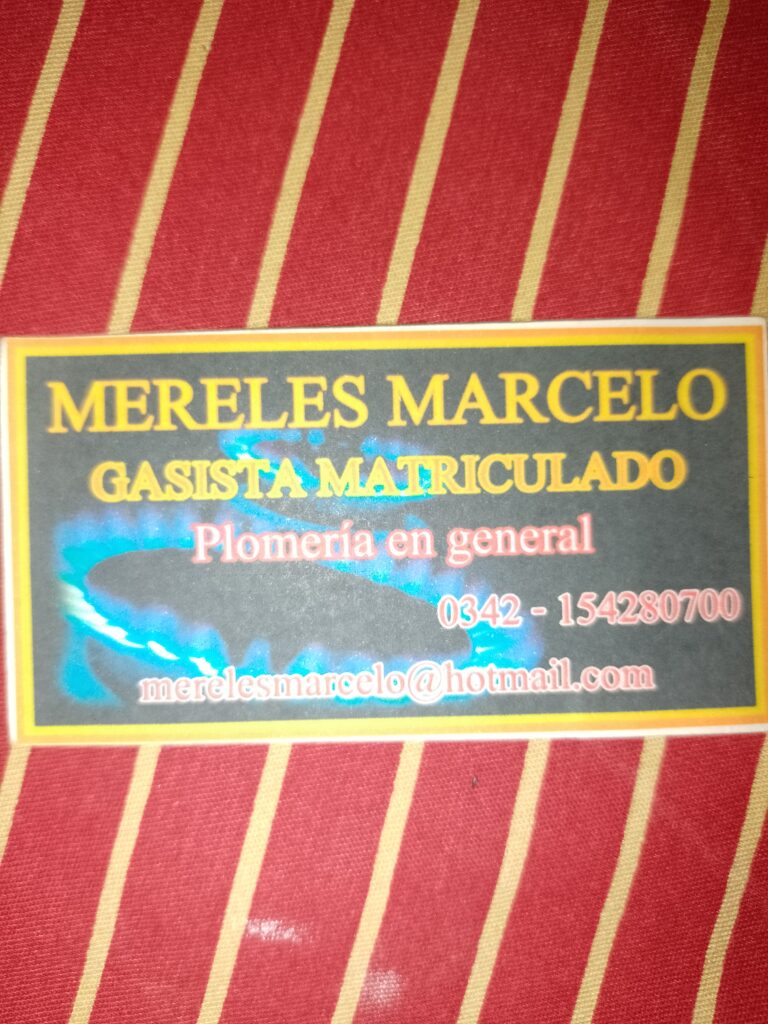 MERELES MARCELO
GASISTA MATRICULADO
Plomería en general
0342 - 154280700
merelesmarcelo@hotmail.com